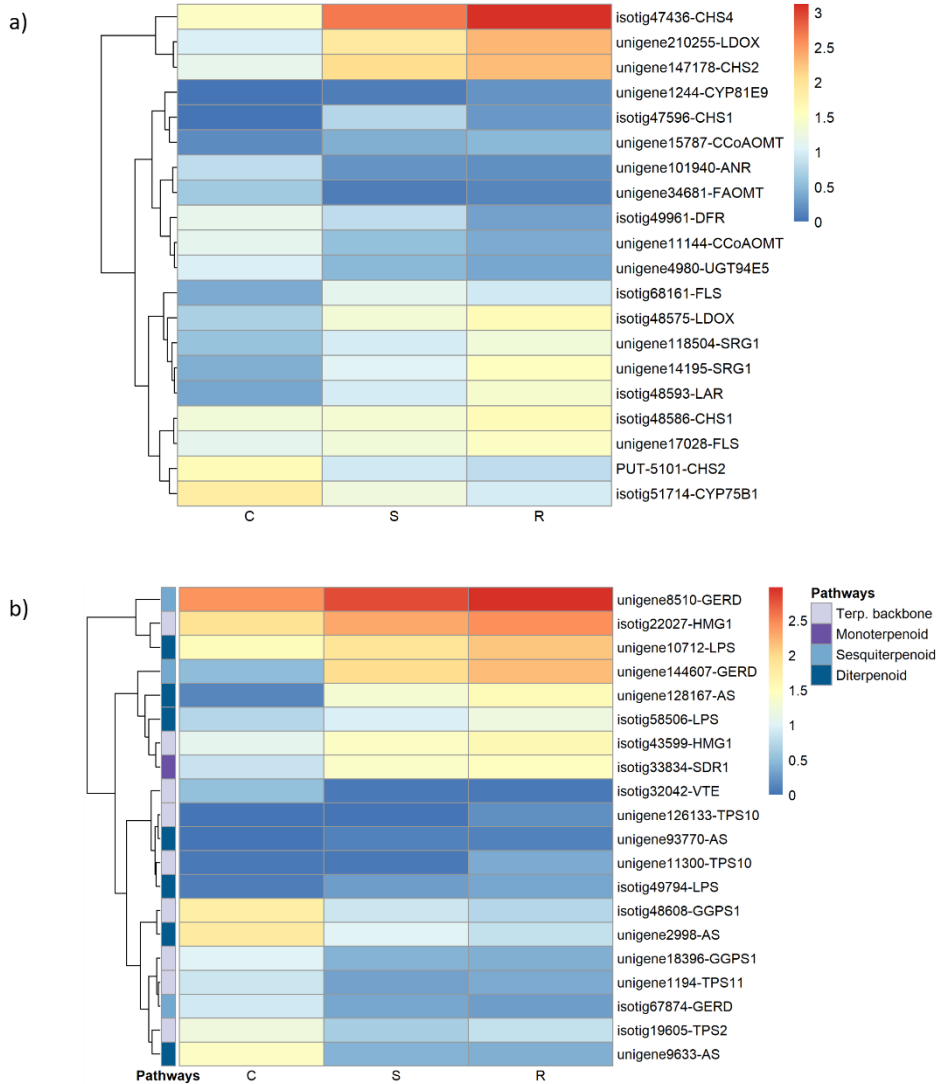 a)
isotig47436-CHS4
unigene210255-LDOX
unigene147178-CHS2
unigene1244-CYP81E9
isotig47596-CHS1
unigene15787-CCoAOMT
unigene101940-ANR
unigene34681-FAOMT
isotig49961-DFR
unigene11144-CCoAOMT
unigene4980-UGT94E5
isotig68161-FLS
isotig48575-LDOX
unigene118504-SRG1
unigene14195-SRG1
isotig48593-LAR
isotig48586-CHS1
unigene17028-FLS
PUT-5101-CHS2
isotig51714-CYP75B1
3
2.5
2
1.5
1
0.5
0
C S R
b)
unigene8510-GERD
isotig22027-HMG1
unigene10712-LPS
unigene144607-GERD
unigene128167-AS
isotig58506-LPS
isotig43599-HMG1
isotig33834-SDR1
isotig32042-VTE
unigene126133-TPS10
unigene93770-AS
unigene11300-TPS10
isotig49794-LPS
isotig48608-GGPS1
unigene2998-AS
unigene18396-GGPS1
unigene1194-TPS11
isotig67874-GERD
isotig19605-TPS2
unigene9633-AS
2.5
2
1.5
1
0.5
0
Pathways
Terp. backbone
Monoterpenoid
Sesquiterpenoid
Diterpenoid
Pathways C S R